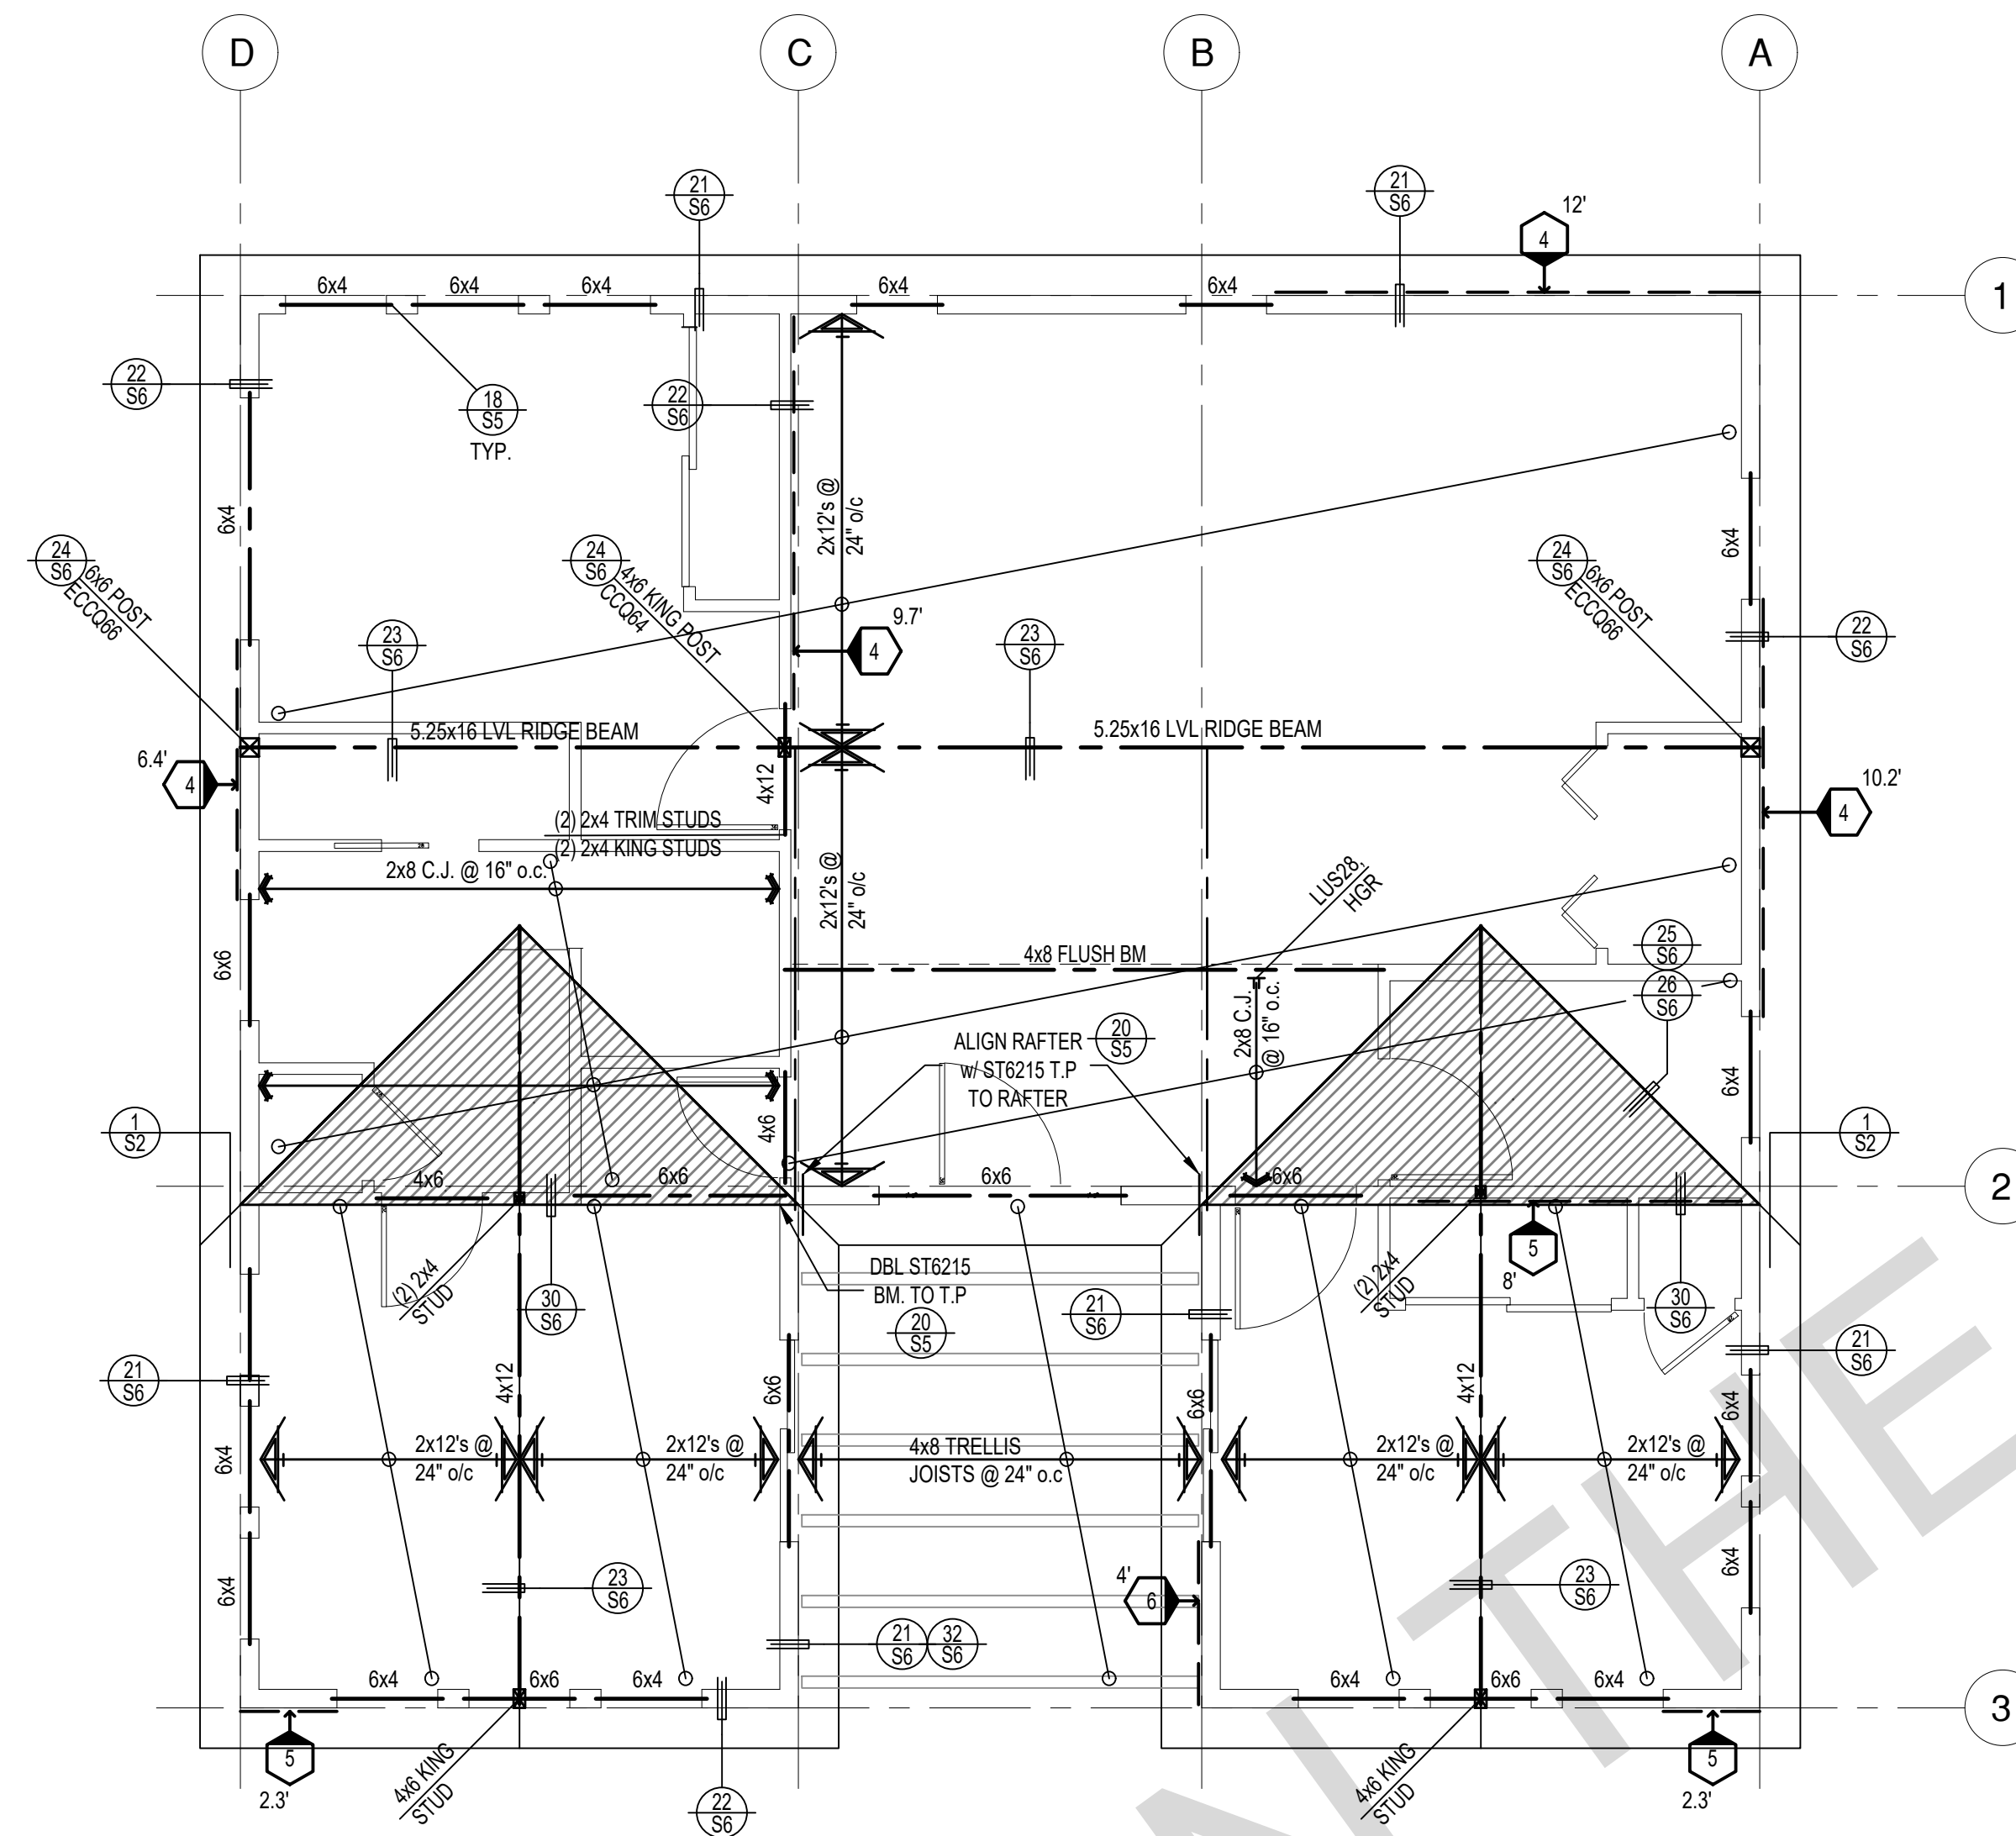 D
C
B
A
21
S6
21
S6
12'
4
1
6x4
6x4
6x4
6x4
6x4
22
S6
18
S5
TYP.
22
S6
6x4
2x12's @
24" o/c
6x4
24
S6
6x6 POST
ECCQ66
24
S6
4x6 KING POST
CCQ64
24
S6
6x6 POST
ECCQ66
23
S6
9.7'
4
23
S6
22
S6
5.25x16 LVL RIDGE BEAM
5.25x16 LVL RIDGE BEAM
6.4'
4
4x12
10.2'
4
(2) 2x4 TRIM STUDS
(2) 2x4 KING STUDS
2x8 C.J. @ 16" o.c.
2x12's @
24" o/c
LUS28
HGR
6x6
4x8 FLUSH BM
25
S6
26
S6
2x8 C.J.
@ 16" o.c.
ALIGN RAFTER
w/ ST6215 T.P
TO RAFTER
20
S5
6x4
1
S2
4x6
1
S2
4x6
6x6
6x6
6x6
2
(2) 2x4
STUD
30
S6
DBL ST6215
BM. TO T.P
20
S5
21
S6
(2) 2x4
STUD
5
8'
30
S6
21
S6
21
S6
4x12
6x6
6x6
4x12
6x4
6x4
2x12's @
24" o/c
2x12's @
24" o/c
4x8 TRELLIS
JOISTS @ 24" o.c
2x12's @
24" o/c
2x12's @
24" o/c
6x4
23
S6
4'
6
23
S6
6x4
21
S6
32
S6
6x4
6x6
6x4
6x4
6x6
6x4
3
5
2.3'
4x6 KING
STUD
22
S6
4x6 KING
STUD
5
2.3'
THE